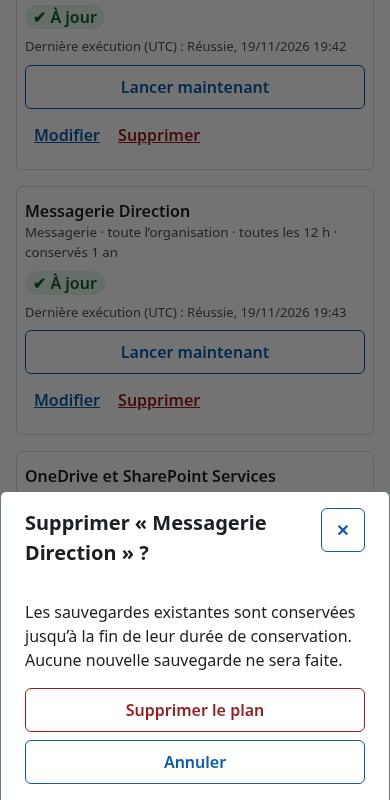 ✔ À jour
Dernière exécution (UTC) : Réussie, 19/11/2026 19:42
Lancer maintenant
Modifier Supprimer
Messagerie Direction
Messagerie · toute l’organisation · toutes les 12 h ·
conservés 1 an
✔ À jour
Dernière exécution (UTC) : Réussie, 19/11/2026 19:43
Lancer maintenant
Modifier Supprimer
OneDrive et SharePoint Services
Supprimer « Messagerie
Direction » ?
×
Les sauvegardes existantes sont conservées
jusqu’à la fin de leur durée de conservation.
Aucune nouvelle sauvegarde ne sera faite.
Supprimer le plan
Annuler